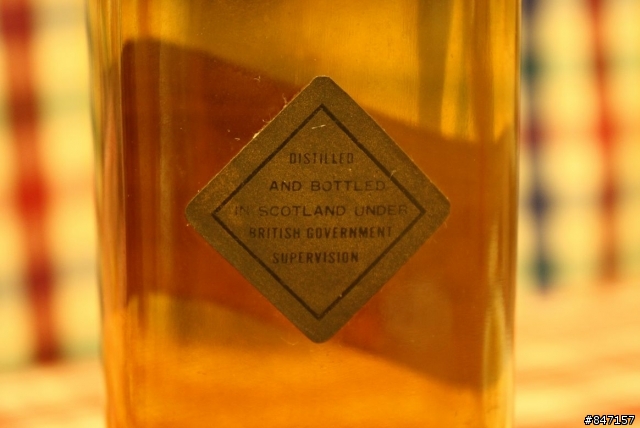 DISTILLED
AND BOTTLED
IN SCOTLAND UNDER
BRITISH GOVERNMENT
SUPERVISION
#847157